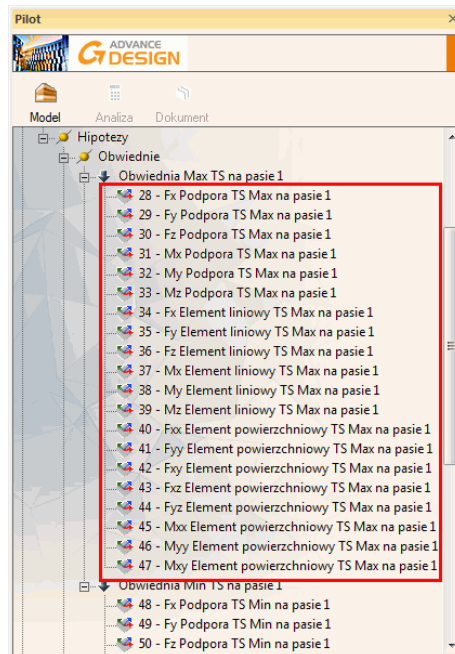 Pilot
ADVANCE
DESIGN
Model Analiza Dokument
Hipotezy
Obwiednie
Obwiednia Max TS na pasie 1
28 - Fx Podpora TS Max na pasie 1
29 - Fy Podpora TS Max na pasie 1
30 - Fz Podpora TS Max na pasie 1
31 - Mx Podpora TS Max na pasie 1
32 - My Podpora TS Max na pasie 1
33 - Mz Podpora TS Max na pasie 1
34 - Fx Element liniowy TS Max na pasie 1
35 - Fy Element liniowy TS Max na pasie 1
36 - Fz Element liniowy TS Max na pasie 1
37 - Mx Element liniowy TS Max na pasie 1
38 - My Element liniowy TS Max na pasie 1
39 - Mz Element liniowy TS Max na pasie 1
40 - Fxx Element powierzchniowy TS Max na pasie 1
41 - Fyy Element powierzchniowy TS Max na pasie 1
42 - Fxy Element powierzchniowy TS Max na pasie 1
43 - Fxz Element powierzchniowy TS Max na pasie 1
44 - Fyz Element powierzchniowy TS Max na pasie 1
45 - Mxx Element powierzchniowy TS Max na pasie 1
46 - Myy Element powierzchniowy TS Max na pasie 1
47 - Mxy Element powierzchniowy TS Max na pasie 1
Obwiednia Min TS na pasie 1
48 - Fx Podpora TS Min na pasie 1
49 - Fy Podpora TS Min na pasie 1
50 - Fz Podpora TS Min na pasie 1